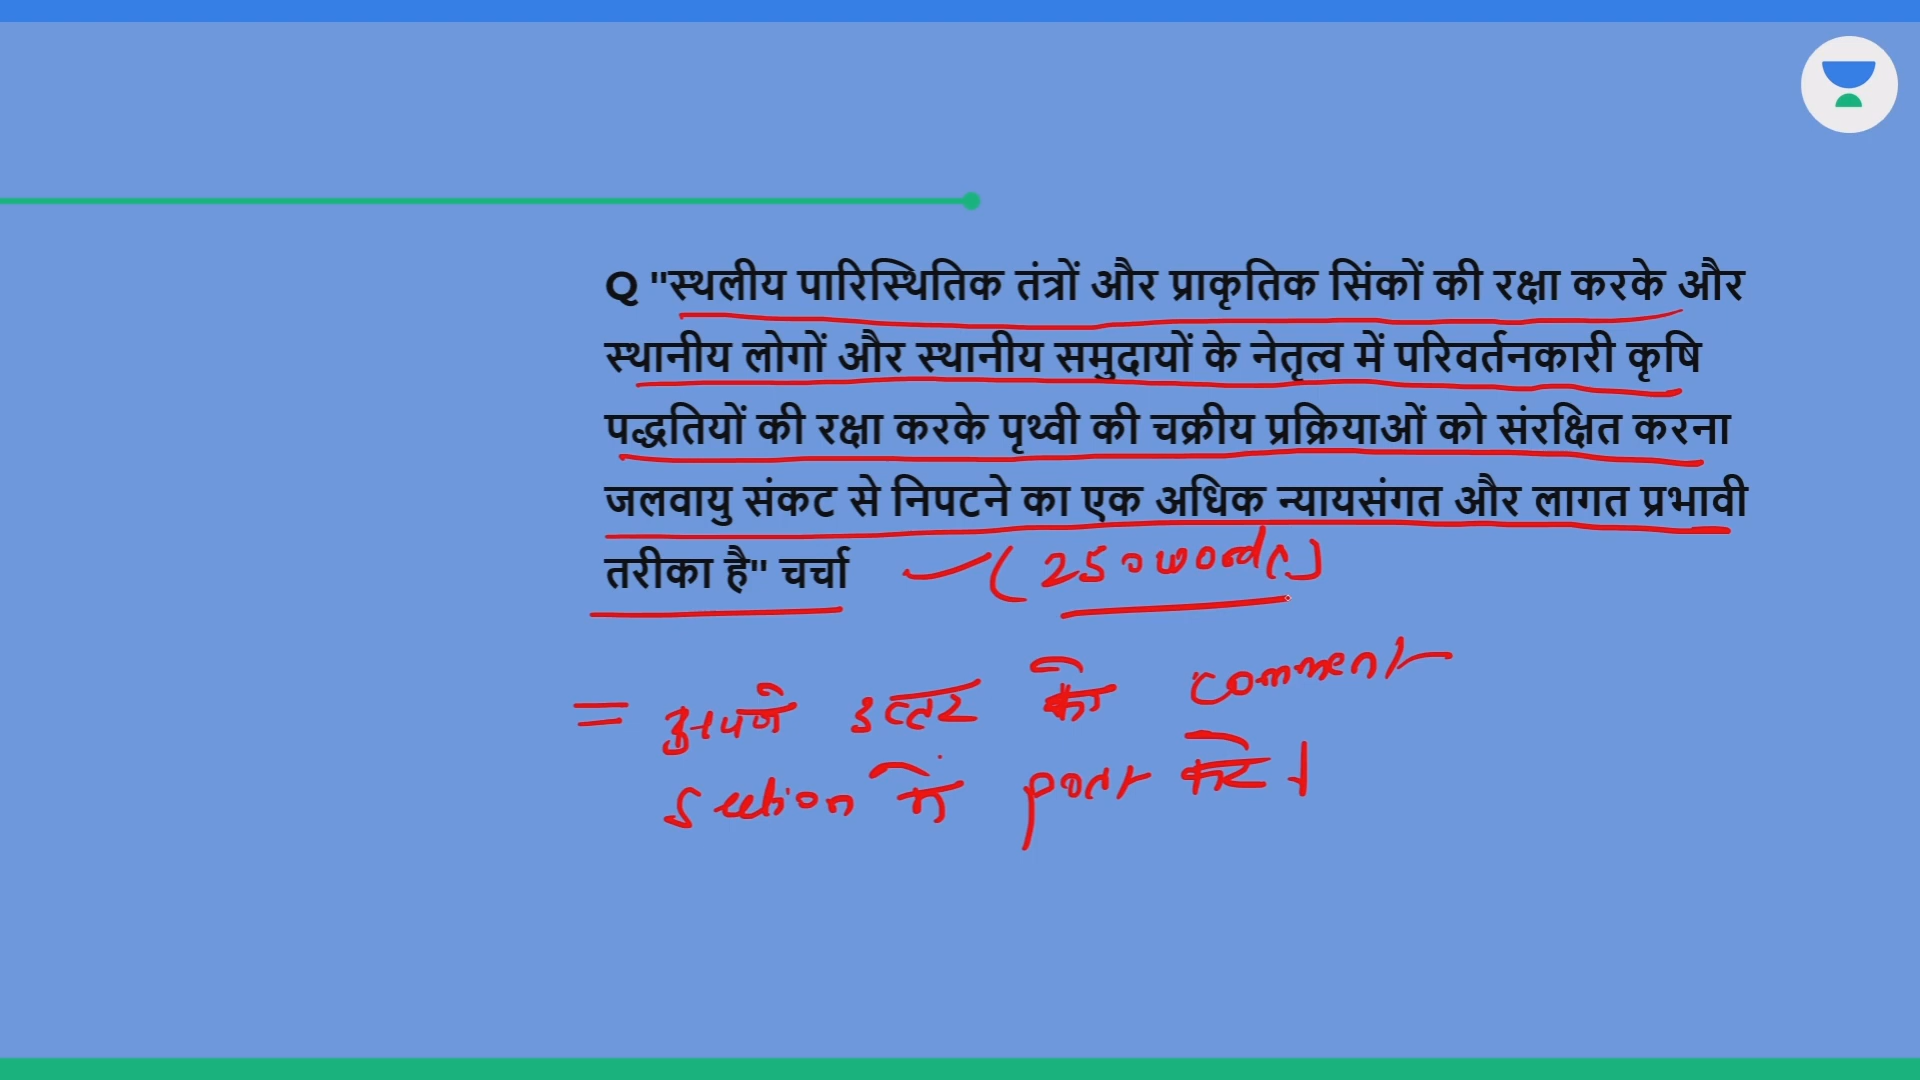 Q "स्थलीय पारिस्थितिक तंत्रों और प्राकृतिक सिंकों की रक्षा करके और
स्थानीय लोगों और स्थानीय समुदायों के नेतृत्व में परिवर्तनकारी कृषि
पद्धतियों की रक्षा करके पृथ्वी की चक्रीय प्रक्रियाओं को संरक्षित करना
जलवायु संकट से निपटने का एक अधिक न्यायसंगत और लागत प्रभावी
तरीका है" चर्चा (250 words)
= अपने उत्तर को comment
section में post करें।